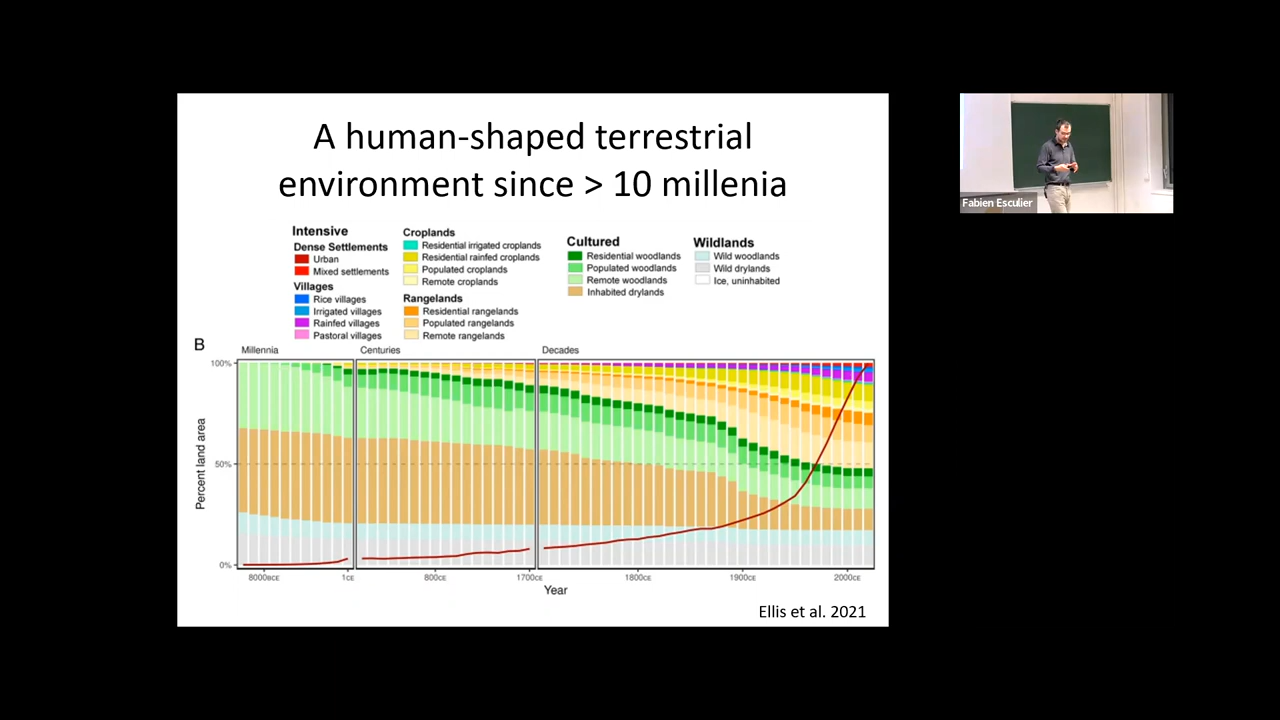 A human-shaped terrestrial
environment since > 10 millenia
Intensive
Dense Settlements
Urban
Mixed settlements
Villages
Rice villages
Irrigated villages
Rainfed villages
Pastoral villages
Croplands
Residential irrigated croplands
Residential rainfed croplands
Populated croplands
Remote croplands
Rangelands
Residential rangelands
Populated rangelands
Remote rangelands
Cultured
Residential woodlands
Populated woodlands
Remote woodlands
Inhabited drylands
Wildlands
Wild woodlands
Wild drylands
Ice, uninhabited
B
Millennia
Centuries
Decades
100%
50%
0%
Percent land area
8000BCE
1CE
800CE
1700CE
1800CE
1900CE
2000CE
Year
Ellis et al. 2021
Fabien Esculier